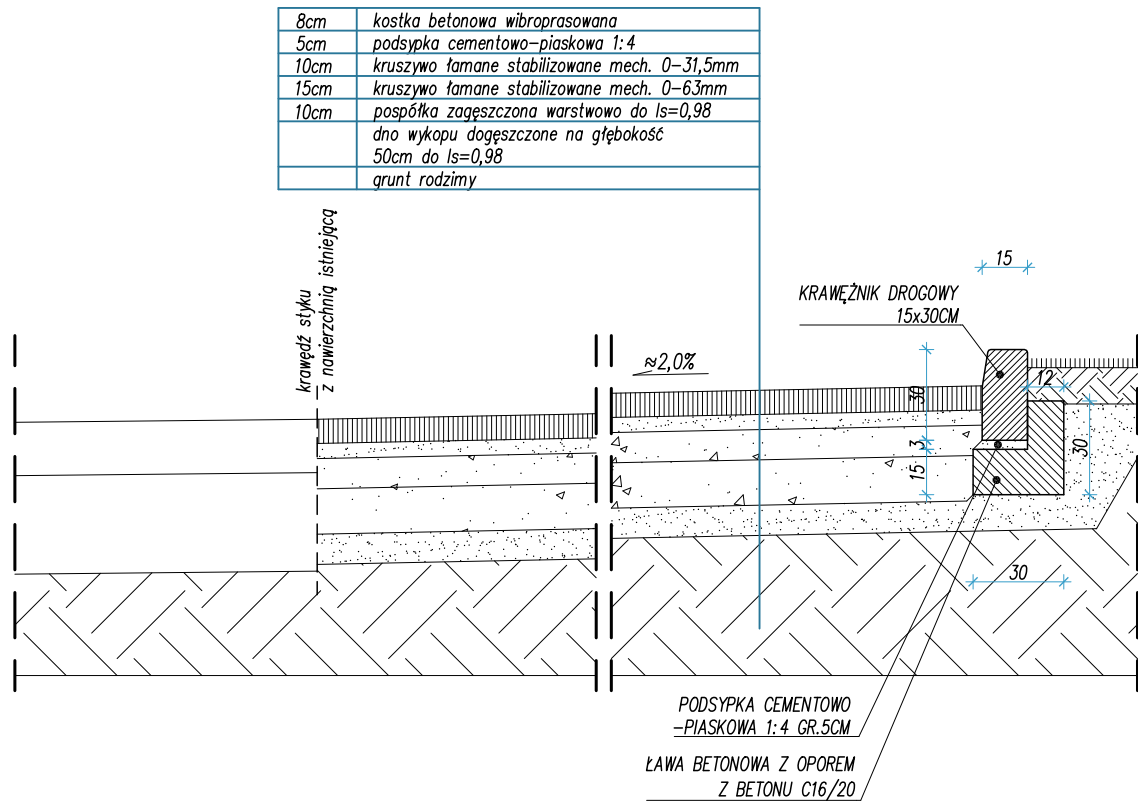 8cm kostka betonowa wibroprasowana
5cm podsypka cementowo-piaskowa 1:4
10cm kruszywo łamane stabilizowane mech. 0-31,5mm
15cm kruszywo łamane stabilizowane mech. 0-63mm
10cm pospółka zagęszczona warstwowo do Is=0,98
dno wykopu dogęszczone na głębokość
50cm do Is=0,98
grunt rodzimy
krawędź styku
z nawierzchnią istniejącą
≈2,0%
15
KRAWĘŻNIK DROGOWY
15x30CM
12
30
3
15
30
30
PODSYPKA CEMENTOWO
-PIASKOWA 1:4 GR.5CM
ŁAWA BETONOWA Z OPOREM
Z BETONU C16/20